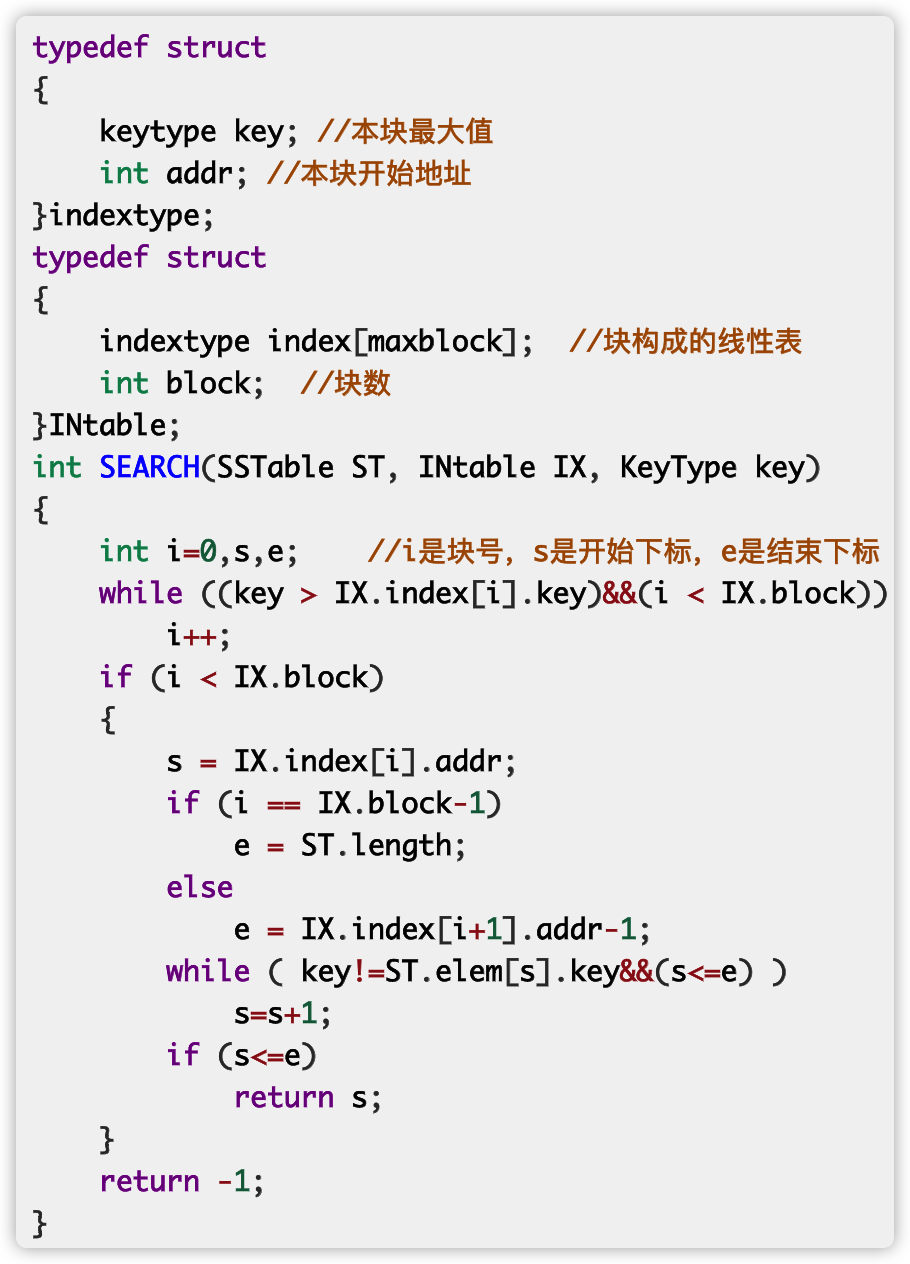 typedef struct
{
    keytype key; //本块最大值
    int addr; //本块开始地址
}indextype;
typedef struct
{
    indextype index[maxblock];  //块构成的线性表
    int block;  //块数
}INtable;
int SEARCH(SSTable ST, INtable IX, KeyType key)
{
    int i=0,s,e;    //i是块号，s是开始下标，e是结束下标
    while ((key > IX.index[i].key)&&(i < IX.block))
        i++;
    if (i < IX.block)
    {
        s = IX.index[i].addr;
        if (i == IX.block-1)
            e = ST.length;
        else
            e = IX.index[i+1].addr-1;
        while ( key!=ST.elem[s].key&&(s<=e) )
            s=s+1;
        if (s<=e)
            return s;
    }
    return -1;
}